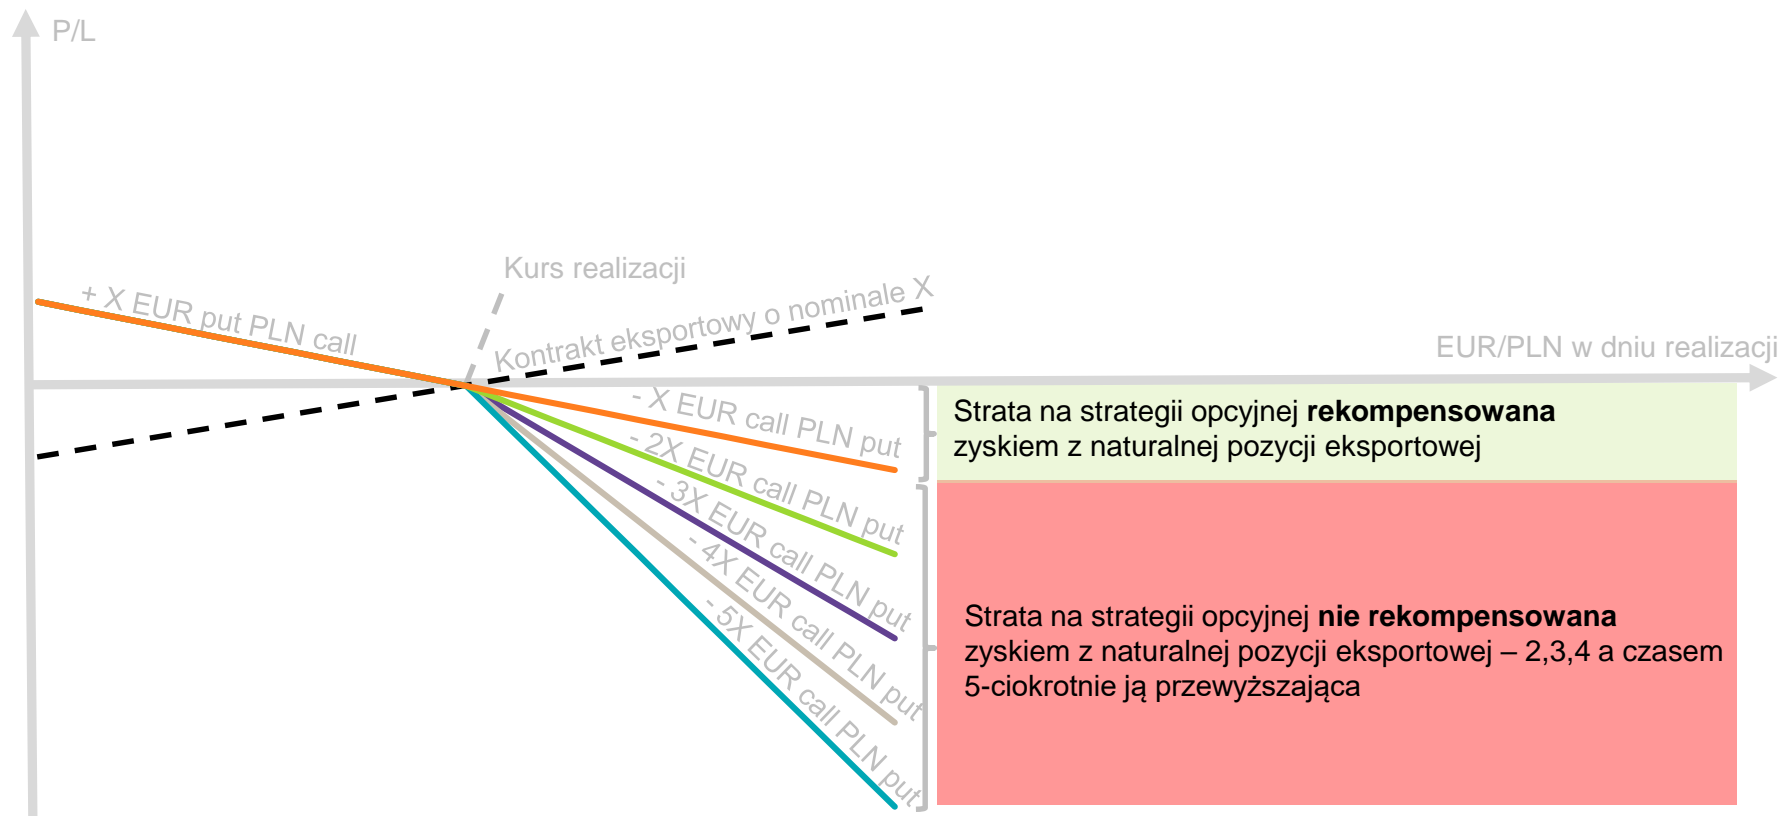 P/L
Kurs realizacji
+ X EUR put PLN call
Kontrakt eksportowy o nominale X
EUR/PLN w dniu realizacji
- X EUR call PLN put
- 2X EUR call PLN put
- 3X EUR call PLN put
- 4X EUR call PLN put
- 5X EUR call PLN put
Strata na strategii opcyjnej rekompensowana
zyskiem z naturalnej pozycji eksportowej
Strata na strategii opcyjnej nie rekompensowana
zyskiem z naturalnej pozycji eksportowej – 2,3,4 a czasem
5-ciokrotnie ją przewyższająca